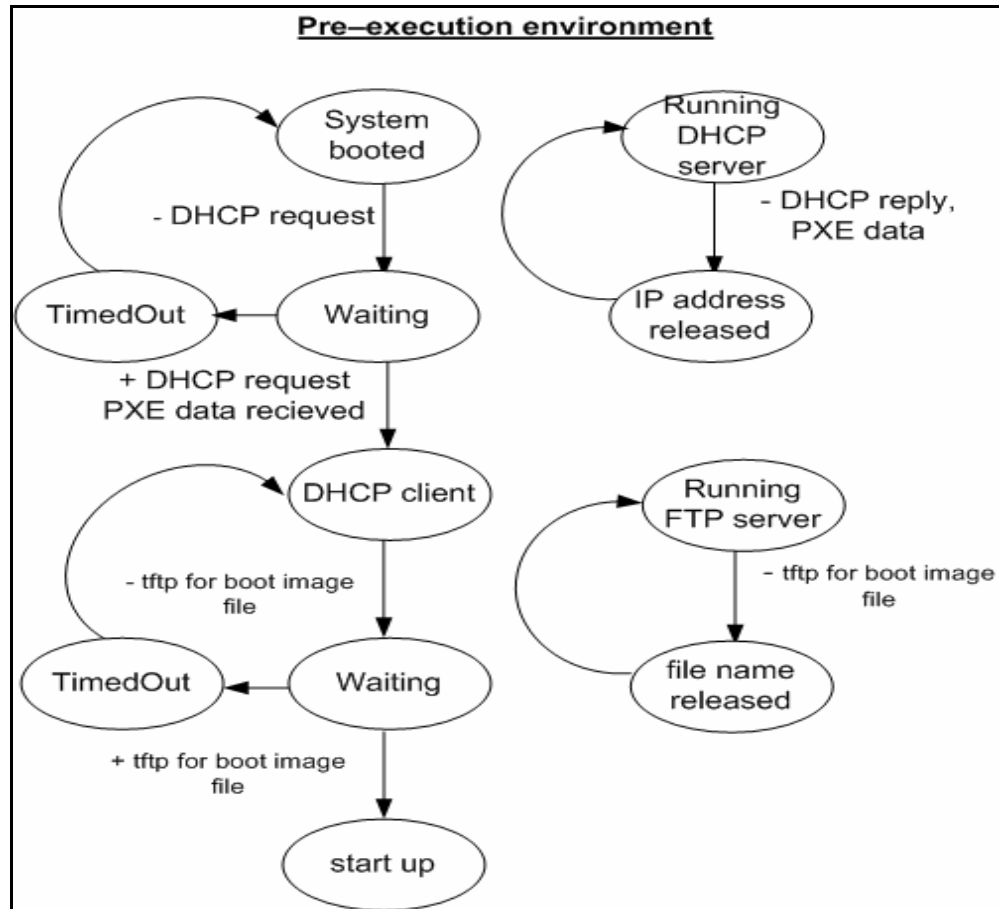 Pre–execution environment
System
booted
- DHCP request
TimedOut
Waiting
+ DHCP request
PXE data recieved
DHCP client
- tftp for boot image
file
TimedOut
Waiting
+ tftp for boot image
file
start up
Running
DHCP
server
- DHCP reply,
PXE data
IP address
released
Running
FTP server
- tftp for boot image
file
file name
released